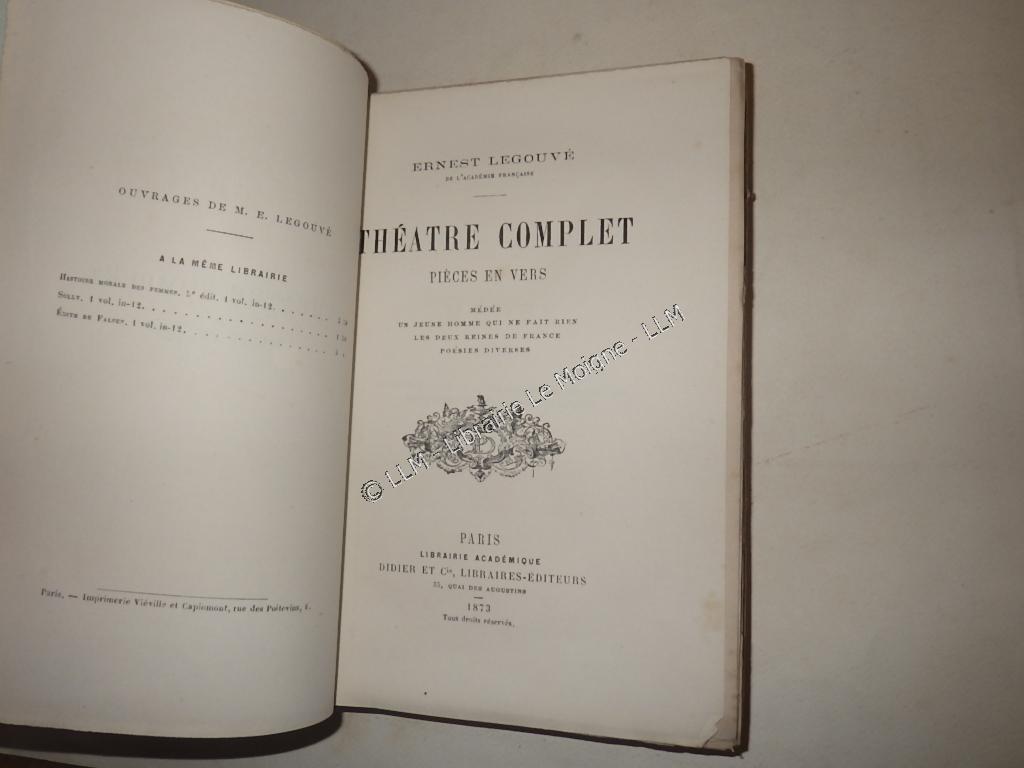 OUVRAGES DE M. E. LEGOUVÉ
A LA MÊME LIBRAIRIE
HISTOIRE MORALE DES FEMMES, 5e édit. 1 vol. in-12.
SULLY. 1 vol. in-12.
ÉDITH DE FALSEN, 1 vol. in-12.
Paris. — Imprimerie Viéville et Capiomont, rue des Poitevins, 6.
ERNEST LEGOUVÉ
DE L'ACADÉMIE FRANÇAISE
THÉATRE COMPLET
PIÈCES EN VERS
MÉDÉE
UN JEUNE HOMME QUI NE FAIT RIEN
LES DEUX REINES DE FRANCE
POÉSIES DIVERSES
© LLM - Librairie Le Moigne - LLM
PARIS
LIBRAIRIE ACADÉMIQUE
DIDIER ET Cie, LIBRAIRES-ÉDITEURS
35, QUAI DES AUGUSTINS
1873
Tous droits réservés.